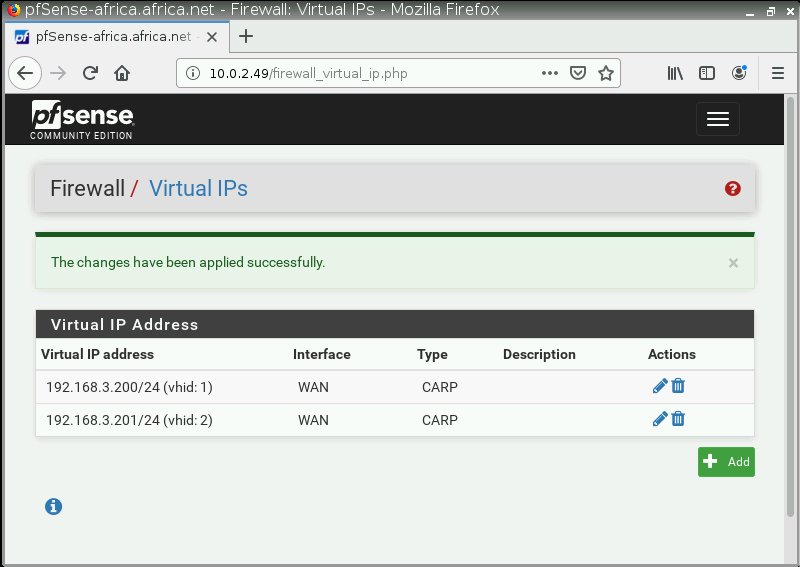 pfSense-africa.africa.net - Firewall: Virtual IPs - Mozilla Firefox
pfSense-africa.africa.net -
10.0.2.49/firewall_virtual_ip.php
pfsense
COMMUNITY EDITION
Firewall / Virtual IPs
The changes have been applied successfully.
Virtual IP Address
Virtual IP address Interface Type Description Actions
192.168.3.200/24 (vhid: 1) WAN CARP
192.168.3.201/24 (vhid: 2) WAN CARP
Add